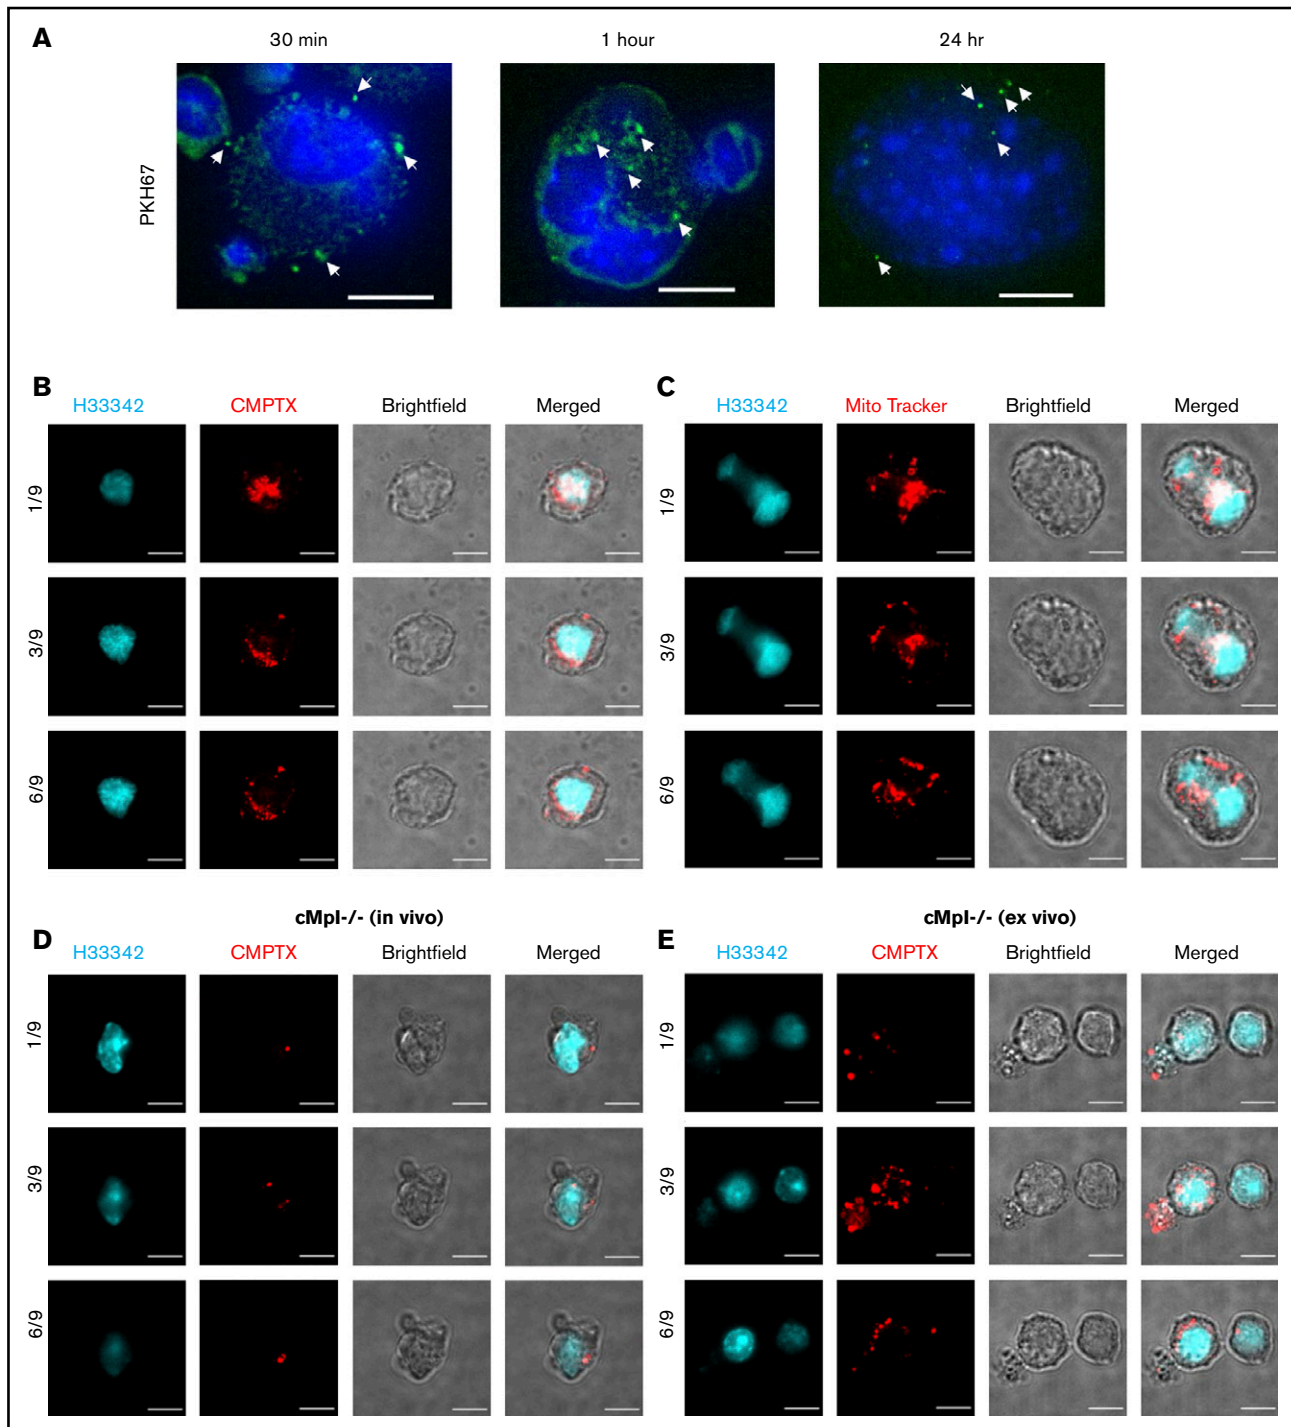 A
30 min
1 hour
24 hr
PKH67
B
H33342
CMPTX
Brightfield
Merged
1/9
3/9
6/9
C
H33342
Mito Tracker
Brightfield
Merged
1/9
3/9
6/9
cMpl-/- (in vivo)
D
H33342
CMPTX
Brightfield
Merged
1/9
3/9
6/9
cMpl-/- (ex vivo)
E
H33342
CMPTX
Brightfield
Merged
1/9
3/9
6/9